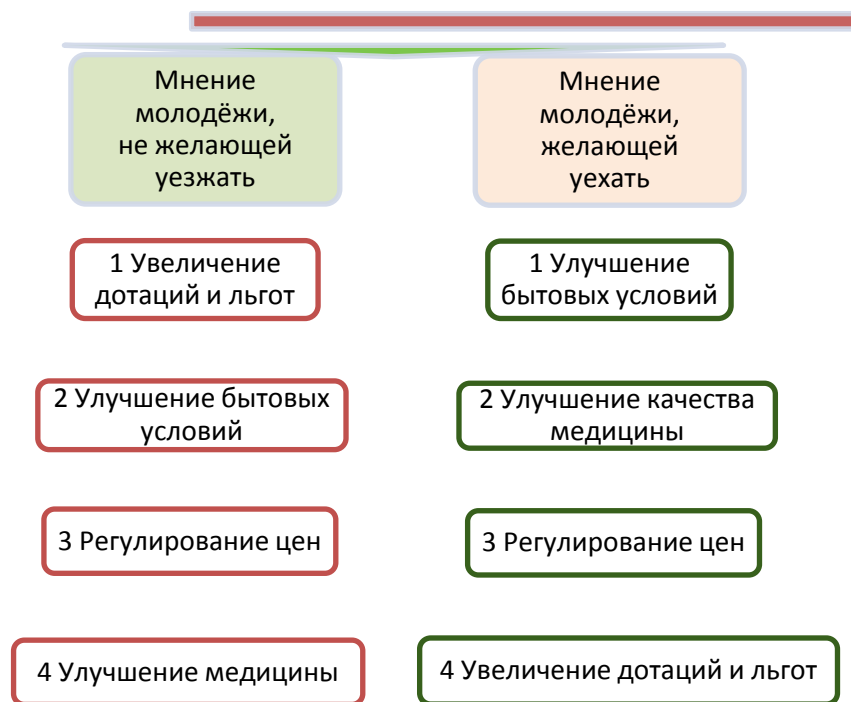 Мнение
молодёжи,
не желающей
уезжать
Мнение
молодёжи,
желающей
уехать
1 Увеличение
дотаций и льгот
1 Улучшение
бытовых условий
2 Улучшение бытовых
условий
2 Улучшение качества
медицины
3 Регулирование цен
3 Регулирование цен
4 Улучшение медицины
4 Увеличение дотаций и льгот